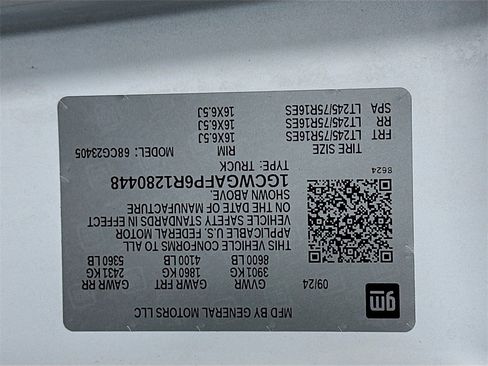 MFD BY GENERAL MOTORS LLC
gm
09/24
GVWR GAWR FRT GAWR RR
3901 KG 1860 KG 2431 KG
8600 LB 4100 LB 5360 LB
THIS VEHICLE CONFORMS TO ALL
APPLICABLE U.S. FEDERAL MOTOR
VEHICLE SAFETY STANDARDS IN EFFECT
ON THE DATE OF MANUFACTURE
SHOWN ABOVE.
1GCWGAFP6R1280448
TYPE: TRUCK
8624
MODEL: 68CG23405
TIRE SIZE RIM
FRT LT245/75R16ES 16X6.5J
RR LT245/75R16ES 16X6.5J
SPA LT245/75R16ES 16X6.5J